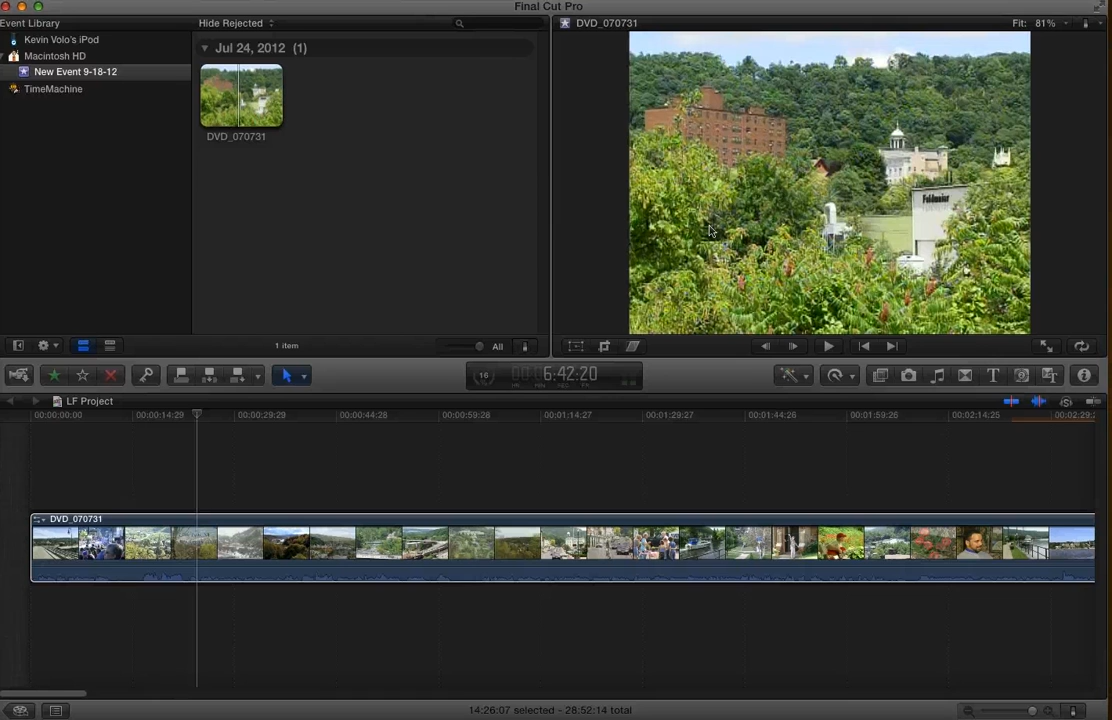 Final Cut Pro
Event Library
Hide Rejected
DVD_070731
Fit: 81%
Kevin Volo's iPod
Macintosh HD
New Event 9-18-12
TimeMachine
Jul 24, 2012 (1)
DVD_070731
Feldmeier
1 item
All
16
6:42:20
LF Project
00:00:00:00
00:00:14:29
00:00:29:29
00:00:44:28
00:00:59:28
00:01:14:27
00:01:29:27
00:01:44:26
00:01:59:26
00:02:14:25
00:02:29:2
DVD_070731
14:26:07 selected - 28:52:14 total